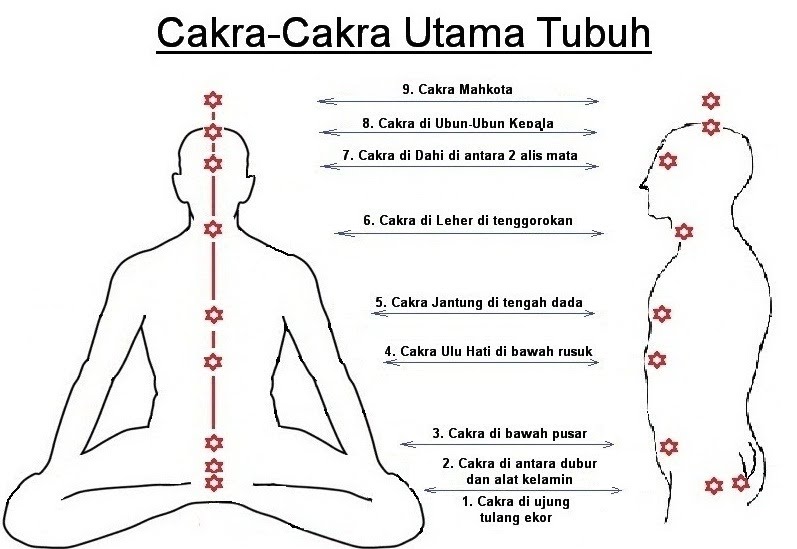 Cakra-Cakra Utama Tubuh
9. Cakra Mahkota
8. Cakra di Ubun-Ubun Kepala
7. Cakra di Dahi di antara 2 alis mata
6. Cakra di Leher di tenggorokan
5. Cakra Jantung di tengah dada
4. Cakra Ulu Hati di bawah rusuk
3. Cakra di bawah pusar
2. Cakra di antara dubur
dan alat kelamin
1. Cakra di ujung
tulang ekor